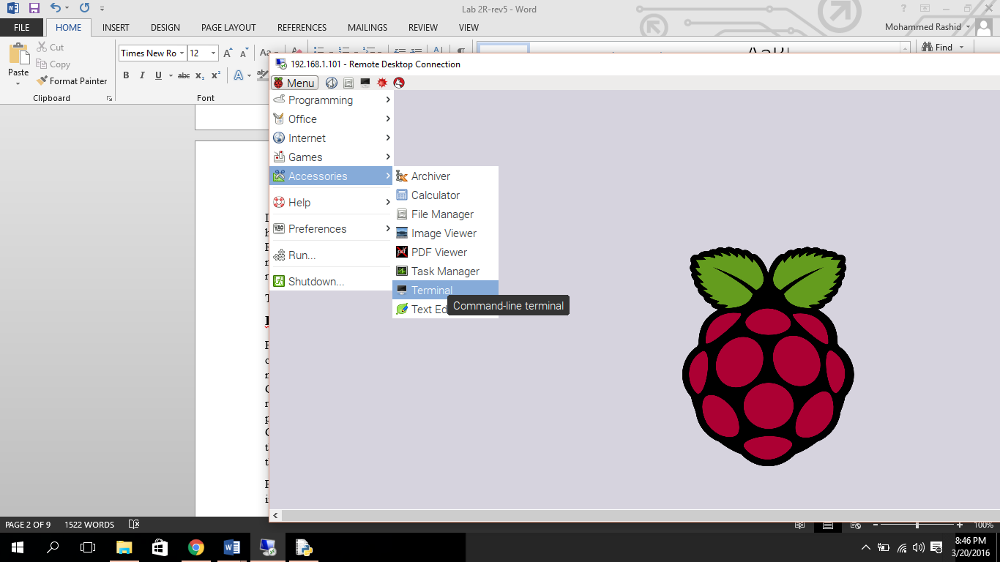 Lab 2R-rev5 - Word
FILE HOME INSERT DESIGN PAGE LAYOUT REFERENCES MAILINGS REVIEW VIEW Mohammed Rashid
Paste
Cut
Copy
Format Painter
Clipboard
Times New Ro 12
B I U abc x₂ x²
Font
Find
192.168.1.101 - Remote Desktop Connection
Menu
Programming
Office
Internet
Games
Accessories
Help
Preferences
Run...
Shutdown...
Archiver
Calculator
File Manager
Image Viewer
PDF Viewer
Task Manager
Terminal
Text Ed
Command-line terminal
PAGE 2 OF 9 1522 WORDS 100%
8:46 PM
3/20/2016